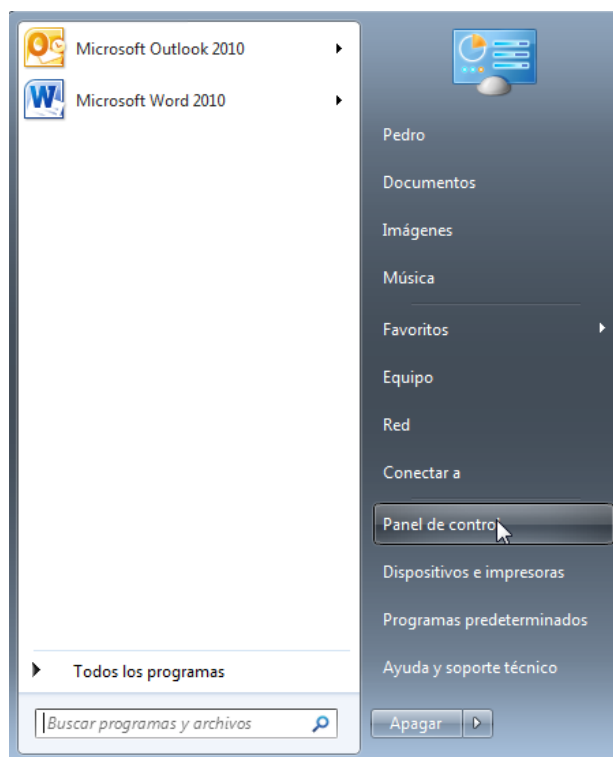 Microsoft Outlook 2010
Microsoft Word 2010
Todos los programas
Buscar programas y archivos
Pedro
Documentos
Imágenes
Música
Favoritos
Equipo
Red
Conectar a
Panel de control
Dispositivos e impresoras
Programas predeterminados
Ayuda y soporte técnico
Apagar